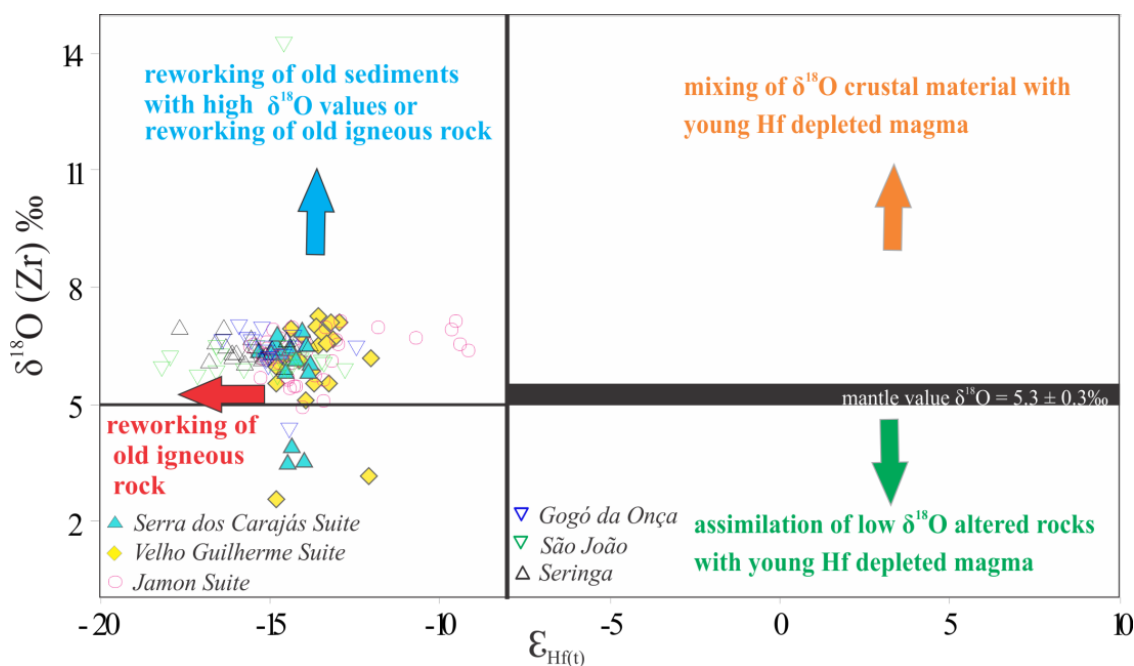 14
11
8
5
2
δ¹⁸O (Zr) ‰
reworking of old sediments
with high δ¹⁸O values or
reworking of old igneous rock
mixing of δ¹⁸O crustal material with
young Hf depleted magma
mantle value δ¹⁸O = 5.3 ± 0.3‰
reworking of
old igneous
rock
assimilation of low δ¹⁸O altered rocks
with young Hf depleted magma
Serra dos Carajás Suite
Velho Guilherme Suite
Jamon Suite
Gogó da Onça
São João
Seringa
-20 -15 -10 -5 0 5 10
εHf(t)